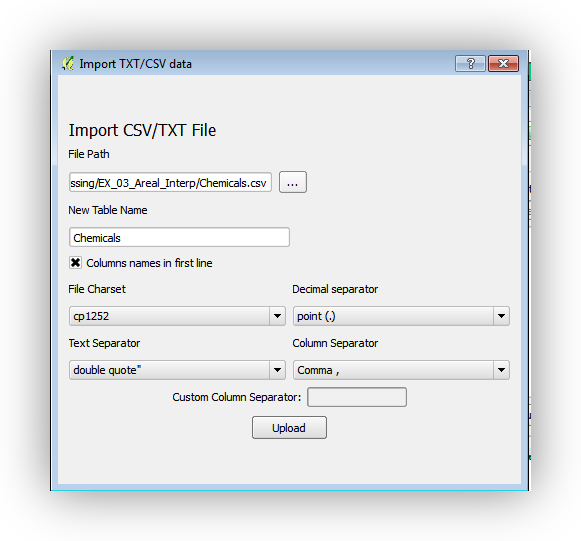 Import TXT/CSV data
?
Import CSV/TXT File
File Path
ssing/EX_03_Areal_Interp/Chemicals.csv
...
New Table Name
Chemicals
Columns names in first line
File Charset
Decimal separator
cp1252
point (.)
Text Separator
Column Separator
double quote"
Comma ,
Custom Column Separator:
Upload